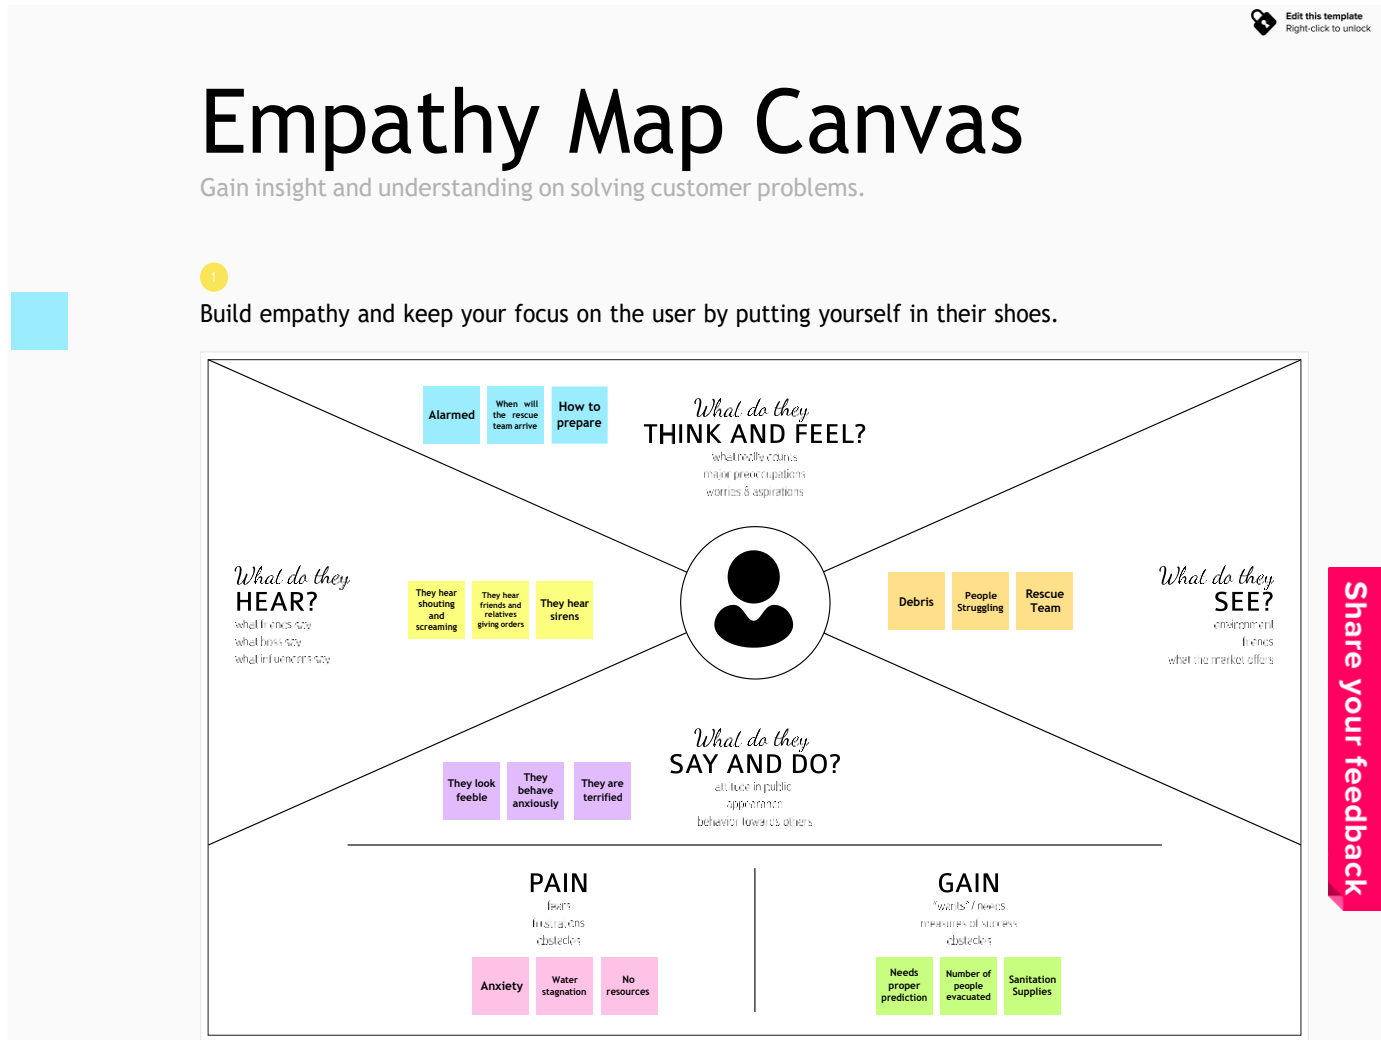 Edit this template
Right-click to unlock
Empathy Map Canvas
Gain insight and understanding on solving customer problems.
1
Build empathy and keep your focus on the user by putting yourself in their shoes.
Alarmed
When will
the rescue
team arrive
How to
prepare
What do they
THINK AND FEEL?
what really counts
major preoccupations
worries & aspirations
What do they
HEAR?
what friends say
what boss say
what influencers say
They hear
shouting
and
screaming
They hear
friends and
relatives
giving orders
They hear
sirens
Debris
People
Struggling
Rescue
Team
What do they
SEE?
environment
friends
what the market offers
What do they
SAY AND DO?
attitude in public
appearance
behavior towards others
They look
feeble
They
behave
anxiously
They are
terrified
PAIN
fears
frustrations
obstacles
Anxiety
Water
stagnation
No
resources
GAIN
"wants" / needs
measures of success
obstacles
Needs
proper
prediction
Number of
people
evacuated
Sanitation
Supplies
Share your feedback